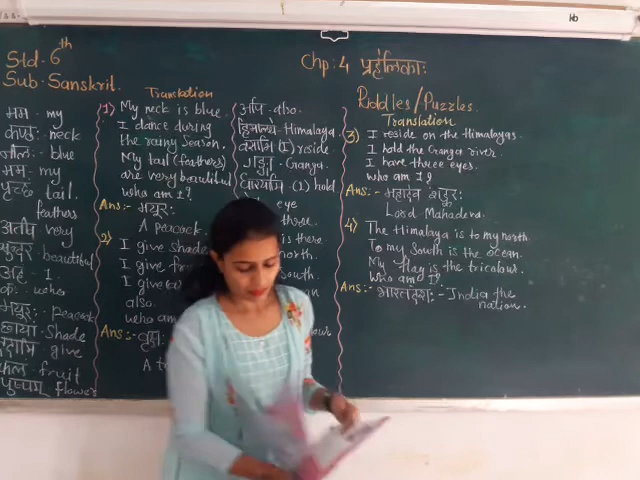 Std. 6th
Sub-Sanskrit.
Chp: 4 प्रहेलिकाः
Riddles/Puzzles.
मम - my
कण्ठः - neck
नीलः - blue
मम - my
पृच्छ tail.
feathers
अतीव very
सुन्दर beautiful
अहं I.
कः who
मयूरः - peacock
छाया Shade
ददामि give
फल fruit
पुष्पम् flower
Translation
1) My neck is blue.
I dance during
the rainy season.
My tail (feathers)
are very beautiful
who am I?
Ans:- मयूरः
A peacock.
2) I give shade
I give
I give
also.
who am
Ans:-
A
अपि - also.
हिमालये - Himalaya.
वसामि (I) reside
गङ्गा - Ganga.
धारयामि (I) hold
eye
three.
is there
north.
South.
Translation
3) I reside on the Himalayas.
I hold the Ganga river.
I have three eyes.
who am I?
Ans:- महादेव शङ्कर
Lord Mahadeva.
4) The Himalaya is to my north
To my South is the ocean.
My flag is the tricolour.
Who am I?
Ans:- भारतदेशः - India the
nation.